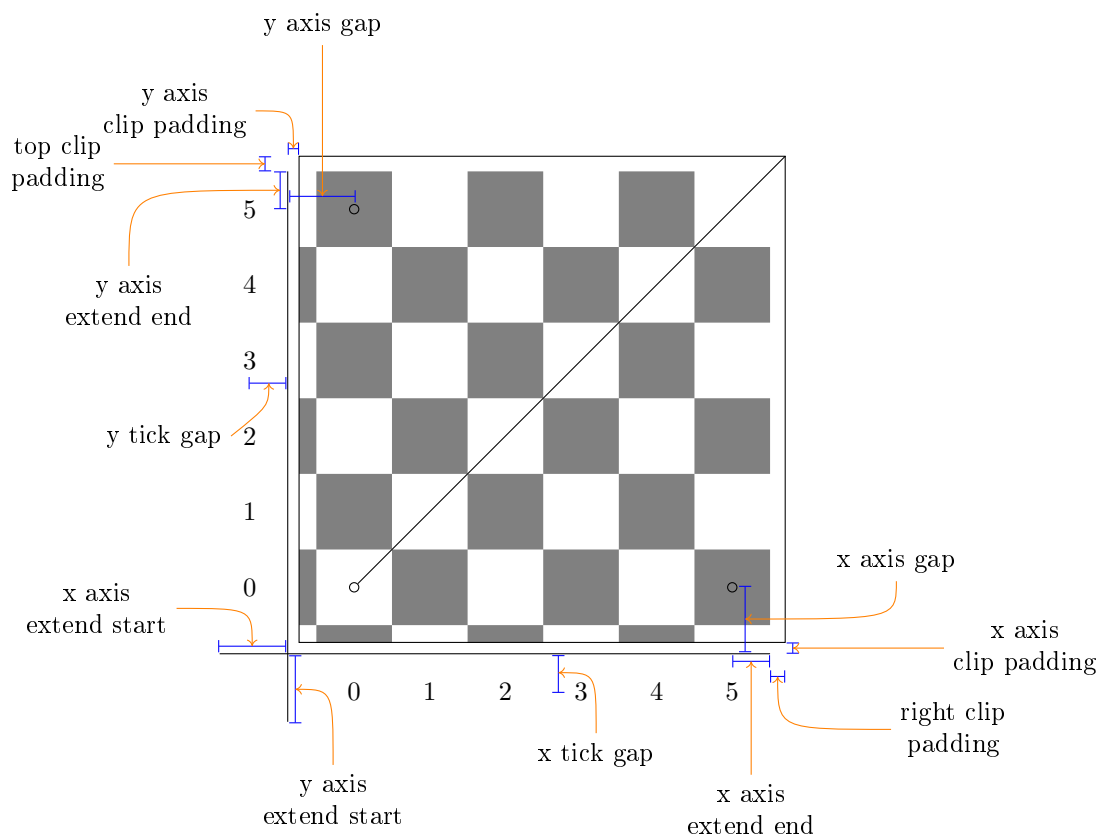 y axis gap
y axis
clip padding
top clip
padding
5
4
y axis
extend end
3
2
y tick gap
1
x axis gap
0
x axis
extend start
x axis
clip padding
0 1 2 3 4 5
right clip
padding
x tick gap
y axis
extend start
x axis
extend end